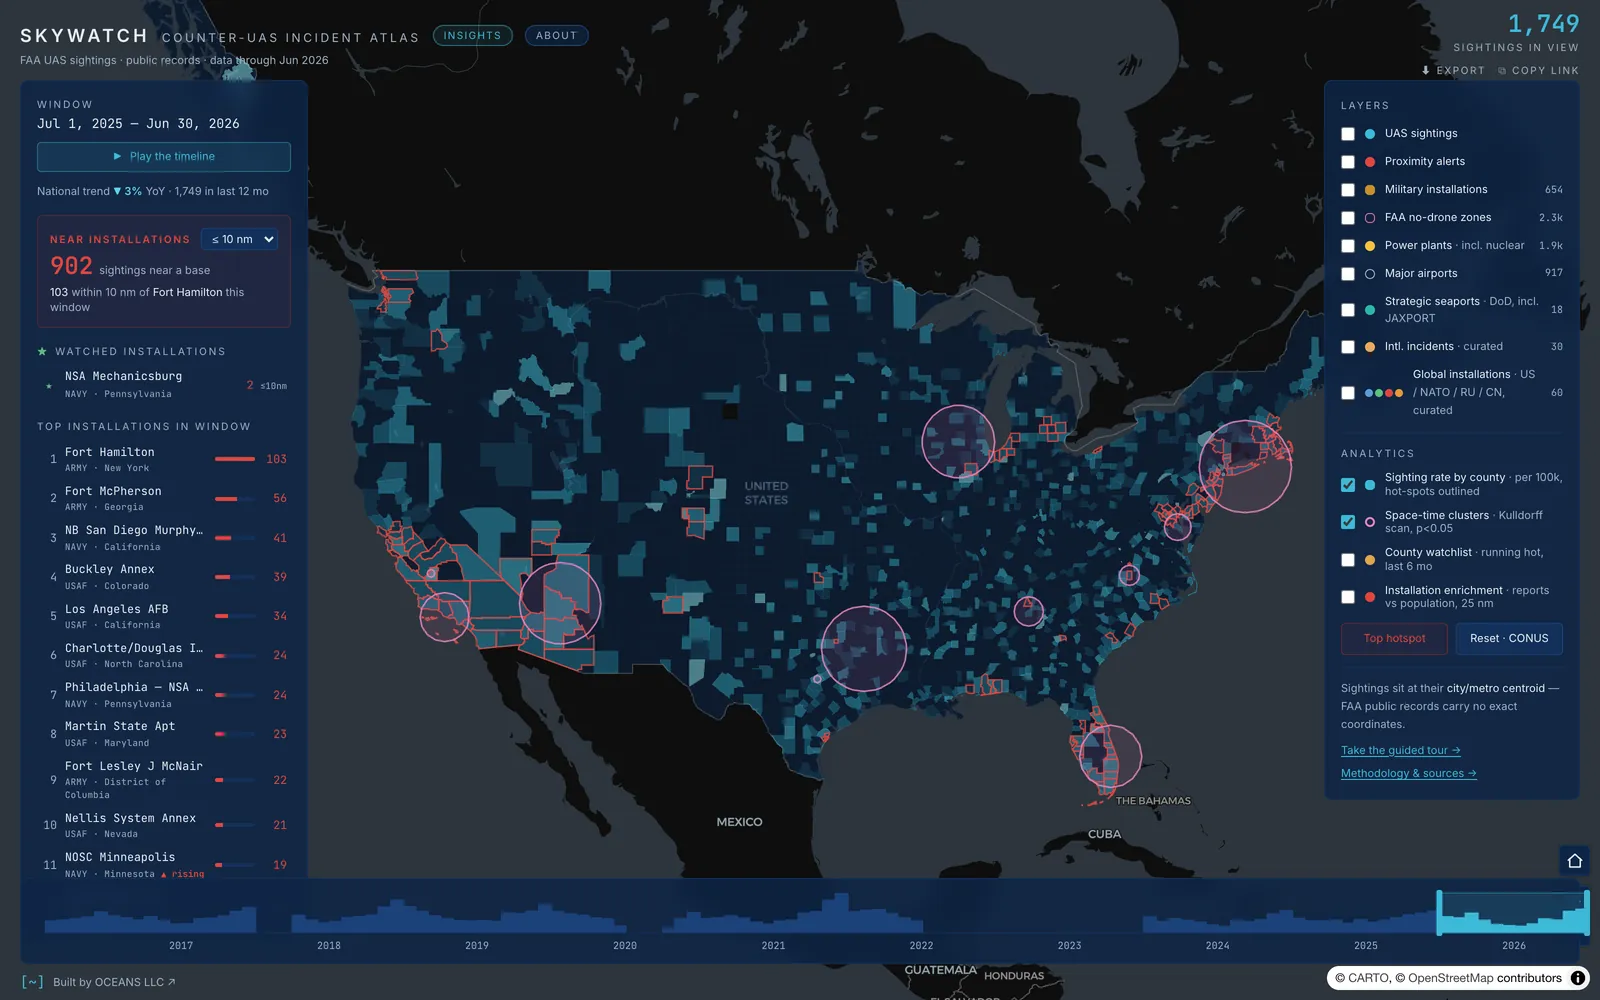 SKYWATCH COUNTER-UAS INCIDENT ATLAS INSIGHTS ABOUT
FAA UAS sightings · public records · data through Jun 2026
1,749
SIGHTINGS IN VIEW
EXPORT COPY LINK
WINDOW
Jul 1, 2025 — Jun 30, 2026
Play the timeline
National trend ▼ 3% YoY · 1,749 in last 12 mo
NEAR INSTALLATIONS ≤ 10 nm
902 sightings near a base
103 within 10 nm of Fort Hamilton this
window
WATCHED INSTALLATIONS
NSA Mechanicsburg
NAVY · Pennsylvania
2 ≤10nm
TOP INSTALLATIONS IN WINDOW
1 Fort Hamilton 103
ARMY · New York
2 Fort McPherson 56
ARMY · Georgia
3 NB San Diego Murphy… 41
NAVY · California
4 Buckley Annex 39
USAF · Colorado
5 Los Angeles AFB 34
USAF · California
6 Charlotte/Douglas I… 24
USAF · North Carolina
7 Philadelphia – NSA … 24
NAVY · Pennsylvania
8 Martin State Apt 23
USAF · Maryland
9 Fort Lesley J McNair 22
ARMY · District of
Columbia
10 Nellis System Annex 21
USAF · Nevada
11 NOSC Minneapolis 19
NAVY · Minnesota ▲ rising
UNITED
STATES
MEXICO
THE BAHAMAS
CUBA
GUATEMALA
HONDURAS
EL SALVADOR
LAYERS
UAS sightings
Proximity alerts
Military installations 654
FAA no-drone zones 2.3k
Power plants · incl. nuclear 1.9k
Major airports 917
Strategic seaports · DoD, incl.
JAXPORT
18
Intl. incidents · curated 30
Global installations · US
/ NATO / RU / CN,
curated
60
ANALYTICS
Sighting rate by county · per 100k,
hot-spots outlined
Space-time clusters · Kulldorff
scan, p<0.05
County watchlist · running hot,
last 6 mo
Installation enrichment · reports
vs population, 25 nm
Top hotspot Reset · CONUS
Sightings sit at their city/metro centroid —
FAA public records carry no exact
coordinates.
Take the guided tour →
Methodology & sources →
2017 2018 2019 2020 2021 2022 2023 2024 2025 2026
[~] Built by OCEANS LLC ↗
© CARTO, © OpenStreetMap contributors